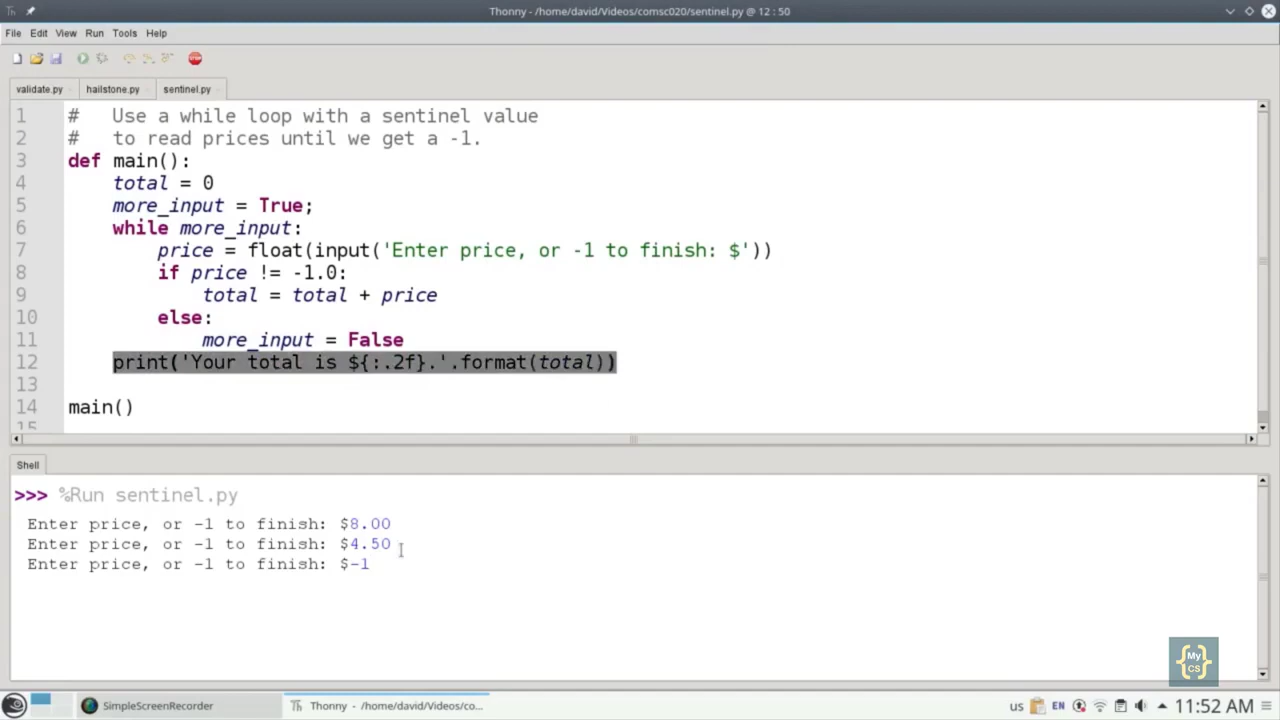 Thonny - /home/david/Videos/comsc020/sentinel.py @ 12 : 50
File Edit View Run Tools Help
STOP
validate.py hailstone.py sentinel.py
1 # Use a while loop with a sentinel value
2 # to read prices until we get a -1.
3 def main():
4 total = 0
5 more_input = True;
6 while more_input:
7 price = float(input('Enter price, or -1 to finish: $'))
8 if price != -1.0:
9 total = total + price
10 else:
11 more_input = False
12 print('Your total is ${:.2f}.'.format(total))
13
14 main()
15
Shell
>>> %Run sentinel.py
Enter price, or -1 to finish: $8.00
Enter price, or -1 to finish: $4.50
Enter price, or -1 to finish: $-1
{My CS}
SimpleScreenRecorder Thonny - /home/david/Videos/co... us EN 11:52 AM